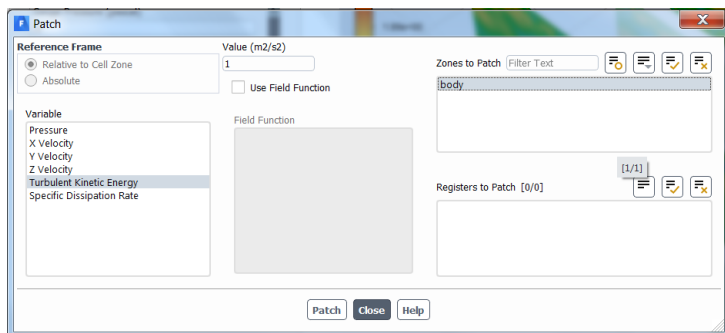 Patch
Reference Frame
Relative to Cell Zone
Absolute
Value (m2/s2)
1
Use Field Function
Zones to Patch Filter Text
body
Variable
Pressure
X Velocity
Y Velocity
Z Velocity
Turbulent Kinetic Energy
Specific Dissipation Rate
Field Function
[1/1]
Registers to Patch [0/0]
Patch Close Help